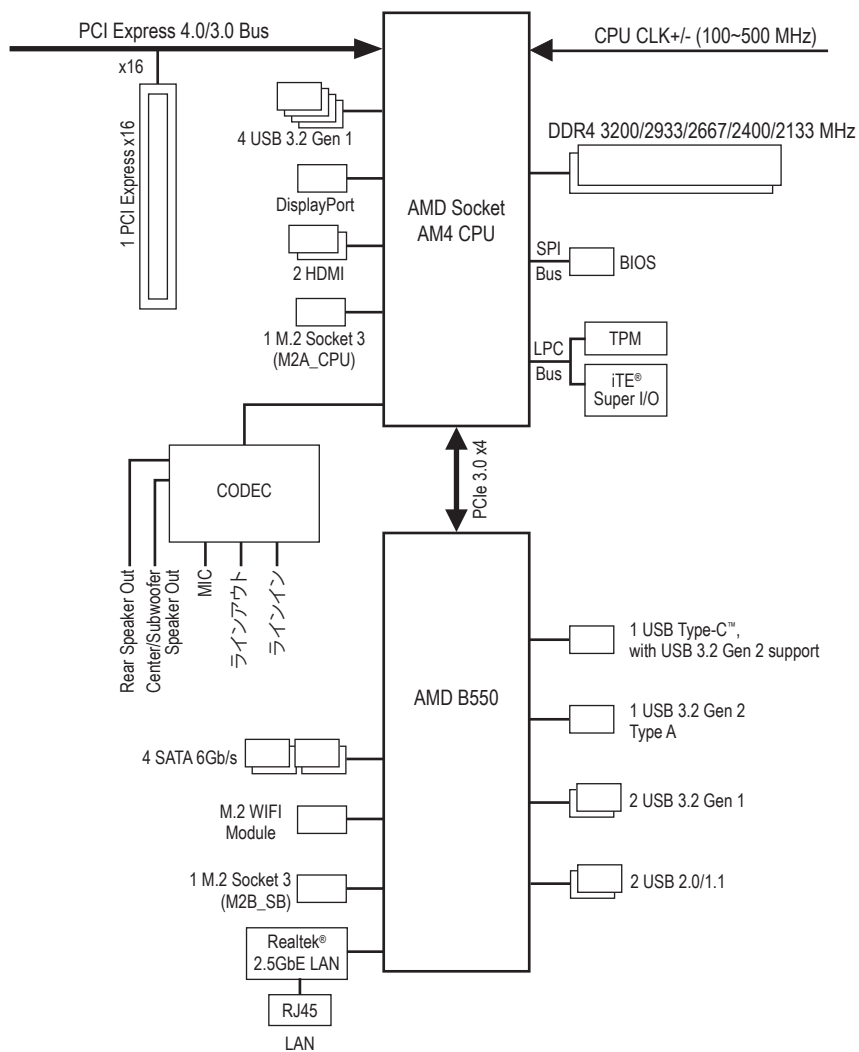 PCI Express 4.0/3.0 Bus
CPU CLK+/- (100~500 MHz)
x16
1 PCI Express x16
4 USB 3.2 Gen 1
DDR4 3200/2933/2667/2400/2133 MHz
DisplayPort
AMD Socket
AM4 CPU
2 HDMI
SPI
Bus
BIOS
1 M.2 Socket 3
(M2A_CPU)
LPC
Bus
TPM
iTE®
Super I/O
CODEC
PCIe 3.0 x4
Rear Speaker Out
Center/Subwoofer
Speaker Out
MIC
ラインアウト
ラインイン
1 USB Type-C™,
with USB 3.2 Gen 2 support
AMD B550
1 USB 3.2 Gen 2
Type A
4 SATA 6Gb/s
2 USB 3.2 Gen 1
M.2 WIFI
Module
1 M.2 Socket 3
(M2B_SB)
2 USB 2.0/1.1
Realtek®
2.5GbE LAN
RJ45
LAN